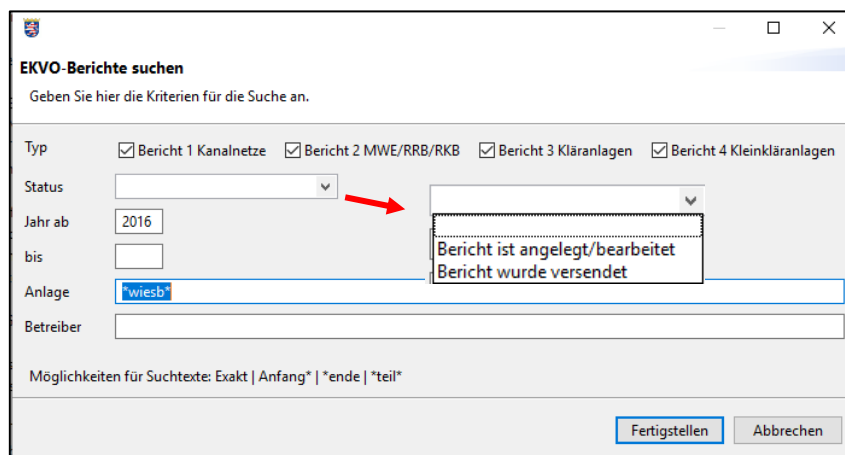 EKVO-Berichte suchen
Geben Sie hier die Kriterien für die Suche an.
Typ Bericht 1 Kanalnetze Bericht 2 MWE/RRB/RKB Bericht 3 Kläranlagen Bericht 4 Kleinkläranlagen
Status
Jahr ab 2016
bis
Bericht ist angelegt/bearbeitet
Bericht wurde versendet
Anlage *wiesb*
Betreiber
Möglichkeiten für Suchtexte: Exakt | Anfang* | *ende | *teil*
Fertigstellen Abbrechen